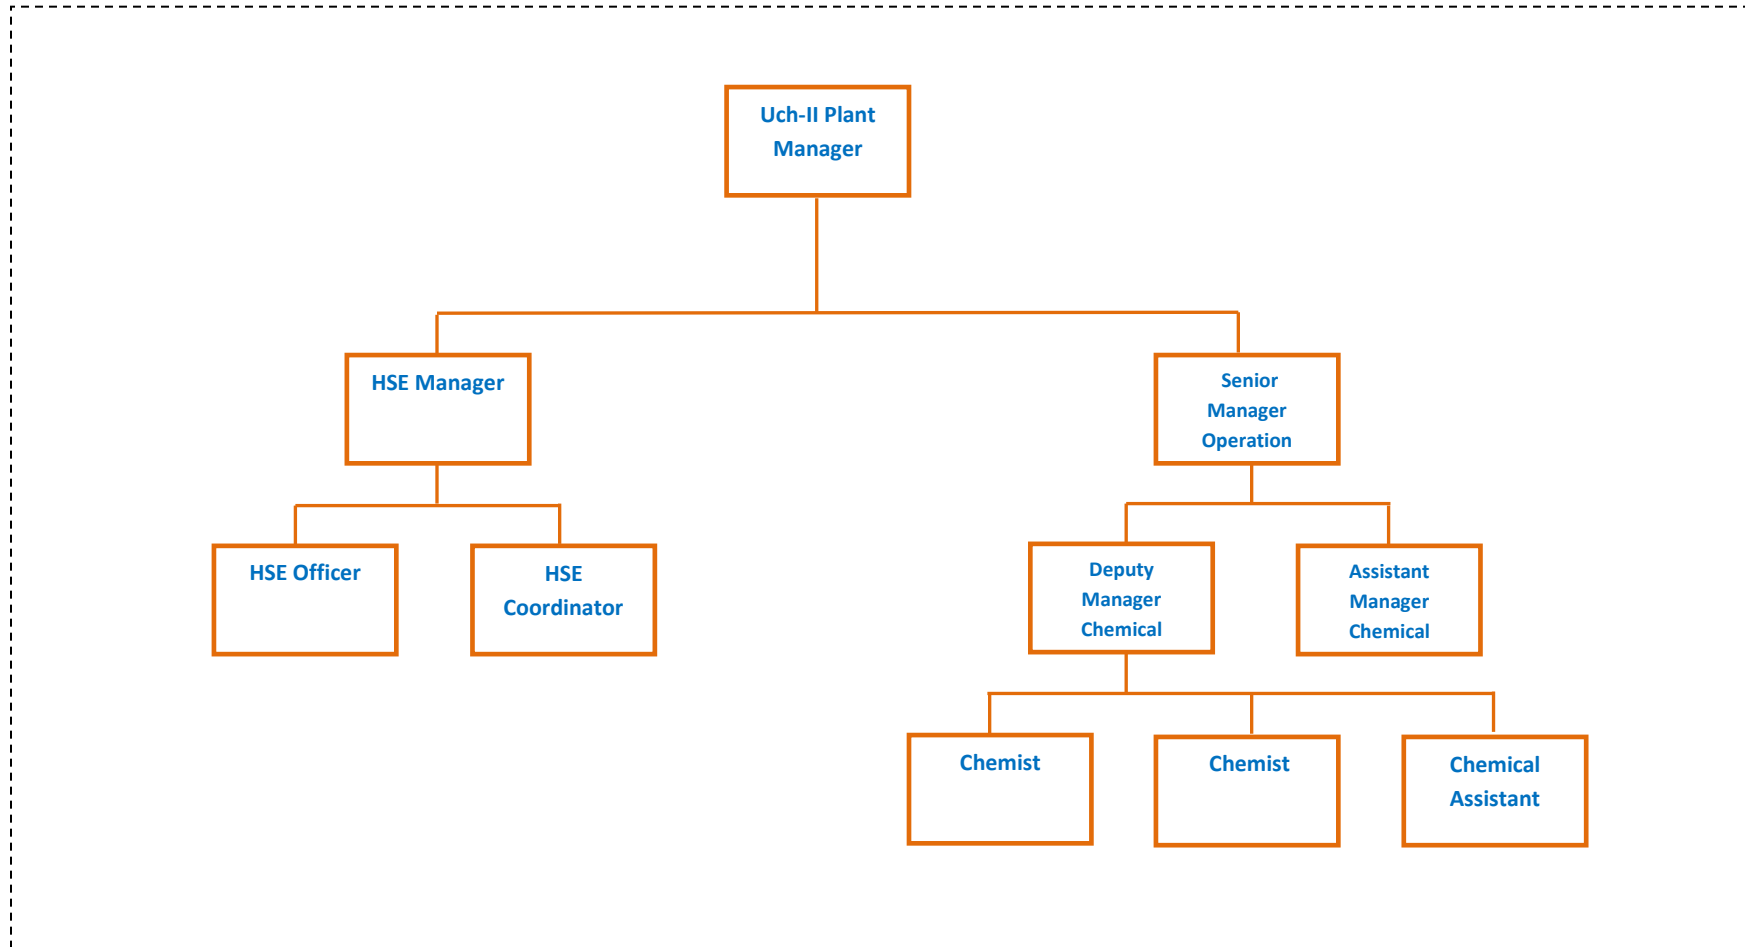 Uch-II Plant
Manager
HSE Manager
Senior
Manager
Operation
HSE Officer
HSE
Coordinator
Deputy
Manager
Chemical
Assistant
Manager
Chemical
Chemist
Chemist
Chemical
Assistant